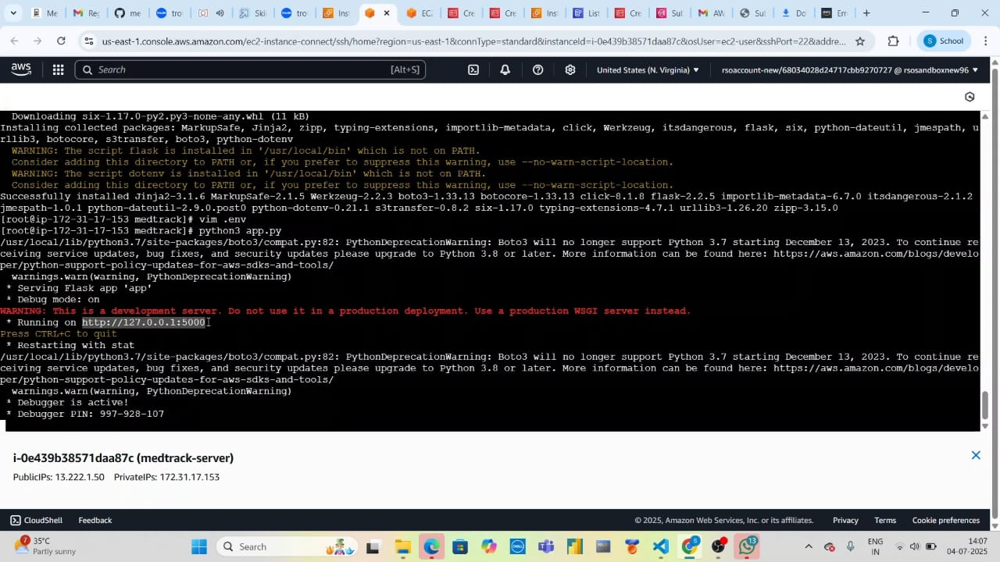 Me
Reg
me
tro
Skil
tro
Inst
EC2
Cre
Cre
Inst
List
Cre
Sul
AW
Sul
Do
Err
us-east-1.console.aws.amazon.com/ec2-instance-connect/ssh/home?region=us-east-1&connType=standard&instanceId=i-0e439b38571daa87c&osUser=ec2-user&sshPort=22&addre...
S School
aws
Search [Alt+S]
United States (N. Virginia)
rsoaccount-new/68034028d24717cbb9270727 @ rsosandboxnew96
Downloading six-1.17.0-py2.py3-none-any.whl (11 kB)
Installing collected packages: MarkupSafe, Jinja2, zipp, typing-extensions, importlib-metadata, click, Werkzeug, itsdangerous, flask, six, python-dateutil, jmespath, u
rllib3, botocore, s3transfer, boto3, python-dotenv
WARNING: The script flask is installed in '/usr/local/bin' which is not on PATH.
Consider adding this directory to PATH or, if you prefer to suppress this warning, use --no-warn-script-location.
WARNING: The script dotenv is installed in '/usr/local/bin' which is not on PATH.
Consider adding this directory to PATH or, if you prefer to suppress this warning, use --no-warn-script-location.
Successfully installed Jinja2-3.1.6 MarkupSafe-2.1.5 Werkzeug-2.2.3 boto3-1.33.13 botocore-1.33.13 click-8.1.8 flask-2.2.5 importlib-metadata-6.7.0 itsdangerous-2.1.2
jmespath-1.0.1 python-dateutil-2.9.0.post0 python-dotenv-0.21.1 s3transfer-0.8.2 six-1.17.0 typing-extensions-4.7.1 urllib3-1.26.20 zipp-3.15.0
[root@ip-172-31-17-153 medtrack]# vim .env
[root@ip-172-31-17-153 medtrack]# python3 app.py
/usr/local/lib/python3.7/site-packages/boto3/compat.py:82: PythonDeprecationWarning: Boto3 will no longer support Python 3.7 starting December 13, 2023. To continue re
ceiving service updates, bug fixes, and security updates please upgrade to Python 3.8 or later. More information can be found here: https://aws.amazon.com/blogs/develo
per/python-support-policy-updates-for-aws-sdks-and-tools/
warnings.warn(warning, PythonDeprecationWarning)
* Serving Flask app 'app'
* Debug mode: on
WARNING: This is a development server. Do not use it in a production deployment. Use a production WSGI server instead.
* Running on http://127.0.0.1:5000
Press CTRL+C to quit
* Restarting with stat
/usr/local/lib/python3.7/site-packages/boto3/compat.py:82: PythonDeprecationWarning: Boto3 will no longer support Python 3.7 starting December 13, 2023. To continue re
ceiving service updates, bug fixes, and security updates please upgrade to Python 3.8 or later. More information can be found here: https://aws.amazon.com/blogs/develo
per/python-support-policy-updates-for-aws-sdks-and-tools/
warnings.warn(warning, PythonDeprecationWarning)
* Debugger is active!
* Debugger PIN: 997-928-107
i-0e439b38571daa87c (medtrack-server)
PublicIPs: 13.222.1.50 PrivateIPs: 172.31.17.153
CloudShell Feedback
© 2025, Amazon Web Services, Inc. or its affiliates. Privacy Terms Cookie preferences
7
35°C
Partly sunny
Search
DELL
5
13
ENG
IN
14:07
04-07-2025